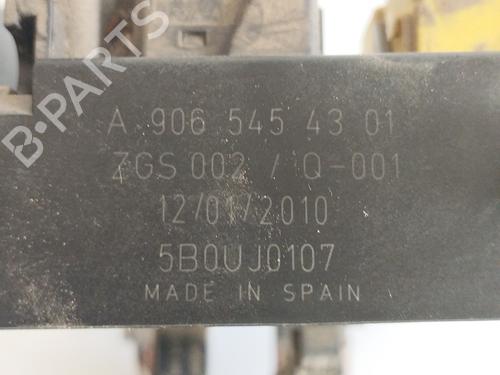 B-PARTS
A 906 545 43 01
ZGS 002 / Q-001
12/01/2010
5B0UJ0107
MADE IN SPAIN